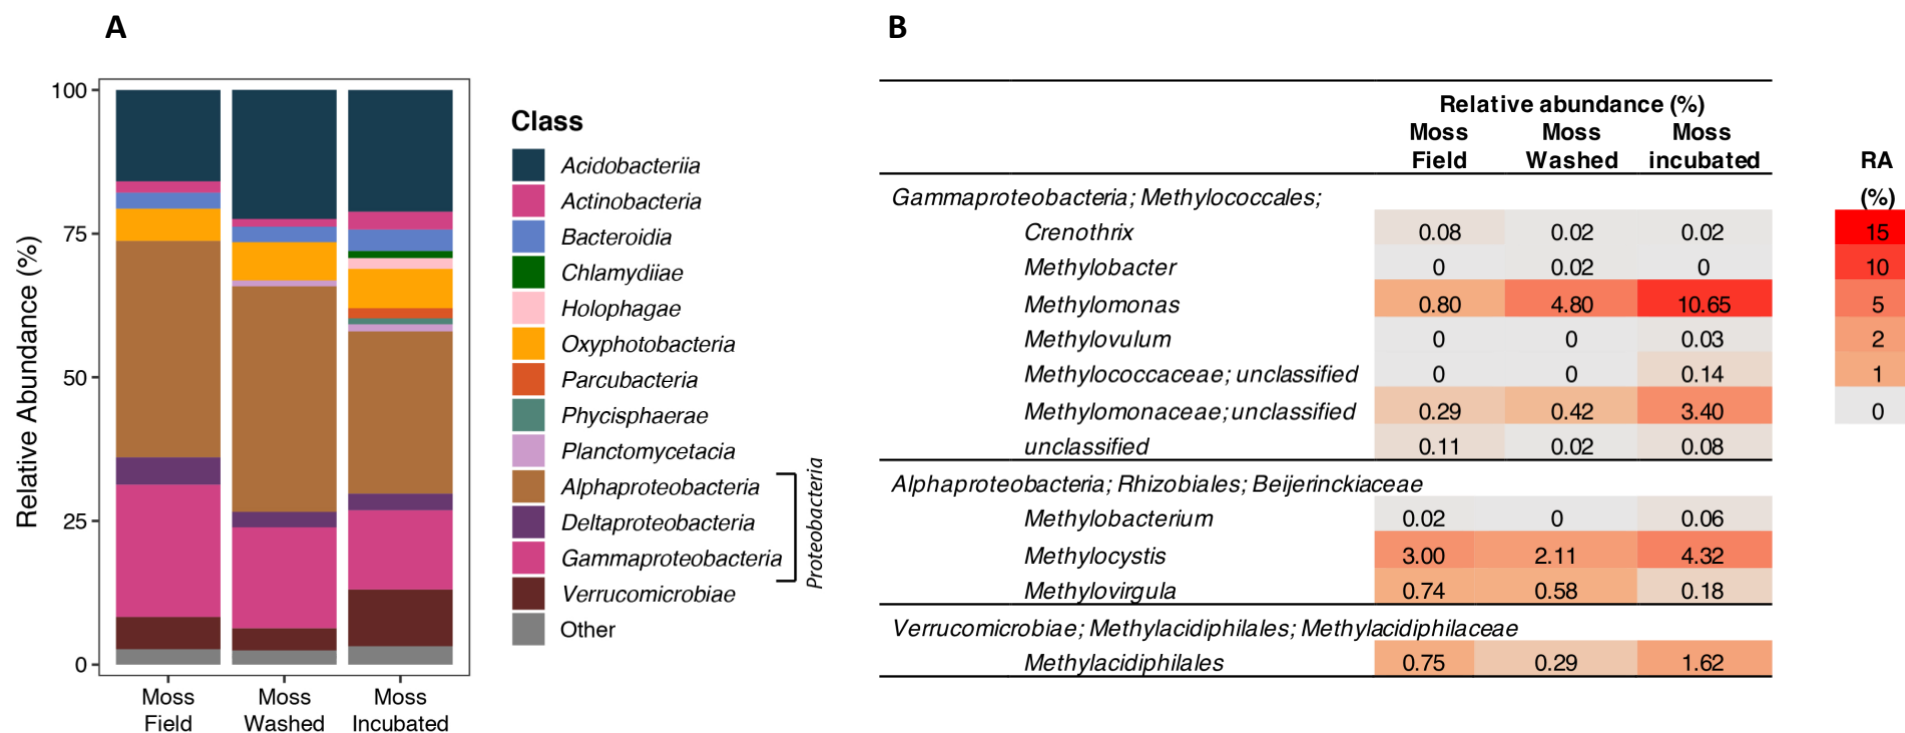 A
100
75
50
25
0
Relative Abundance (%)
Moss
Field
Moss
Washed
Moss
Incubated
Class
Acidobacteriia
Actinobacteria
Bacteroidia
Chlamydiiae
Holophagae
Oxyphotobacteria
Parcubacteria
Phycisphaerae
Planctomycetacia
Alphaproteobacteria
Deltaproteobacteria
Gammaproteobacteria
Verrucomicrobiae
Other
Proteobacteria
B
Relative abundance (%)
Moss Moss Moss
Field Washed incubated
Gammaproteobacteria; Methylococcales;
Crenothrix 0.08 0.02 0.02
Methylobacter 0 0.02 0
Methylomonas 0.80 4.80 10.65
Methylovulum 0 0 0.03
Methylococcaceae; unclassified 0 0 0.14
Methylomonaceae; unclassified 0.29 0.42 3.40
unclassified 0.11 0.02 0.08
Alphaproteobacteria; Rhizobiales; Beijerinckiaceae
Methylobacterium 0.02 0 0.06
Methylocystis 3.00 2.11 4.32
Methylovirgula 0.74 0.58 0.18
Verrucomicrobiae; Methylacidiphilales; Methylacidiphilaceae
Methylacidiphilales 0.75 0.29 1.62
RA
(%)
15
10
5
2
1
0